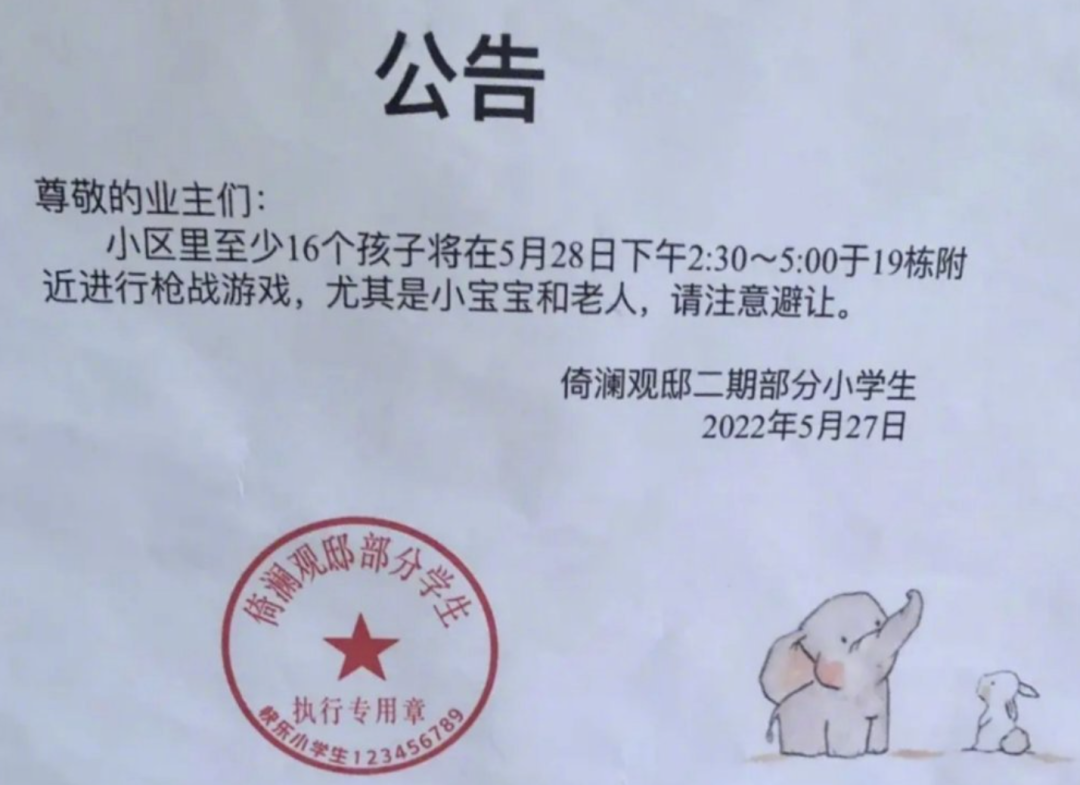 公告
尊敬的业主们：
小区里至少16个孩子将在5月28日下午2:30～5:00于19栋附
近进行枪战游戏，尤其是小宝宝和老人，请注意避让。
倚澜观邸二期部分小学生
2022年5月27日
倚澜观邸部分学生
执行专用章
快乐小学生123456789